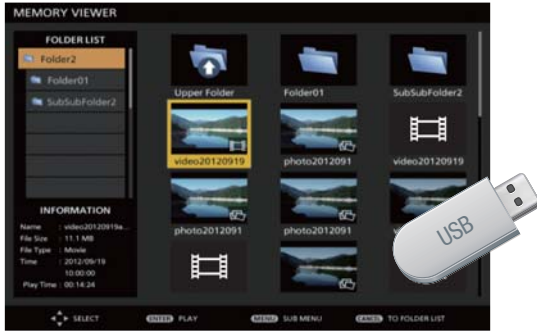 MEMORY VIEWER
FOLDER LIST
Folder2
Folder01
SubSubFolder2
Upper Folder
Folder01
SubSubFolder2
video20120919
photo2012091
video20120919
photo2012091
photo2012091
INFORMATION
Name : video20120919a...
File Size : 11.1 MB
File Type : Movie
Time : 2012/09/19
10:00:00
Play Time : 00:14:24
USB
SELECT
ENTER PLAY
MENU SUB MENU
CANCEL TO FOLDER LIST